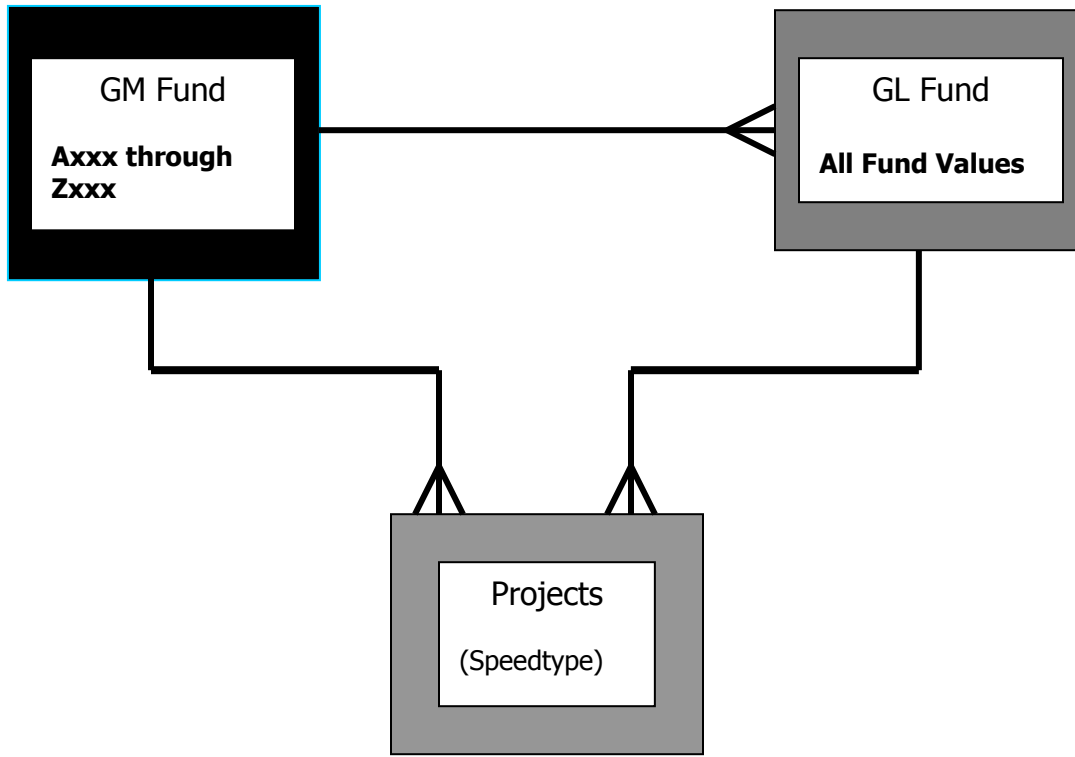 GM Fund
Axxx through
Zxxx
GL Fund
All Fund Values
Projects
(Speedtype)